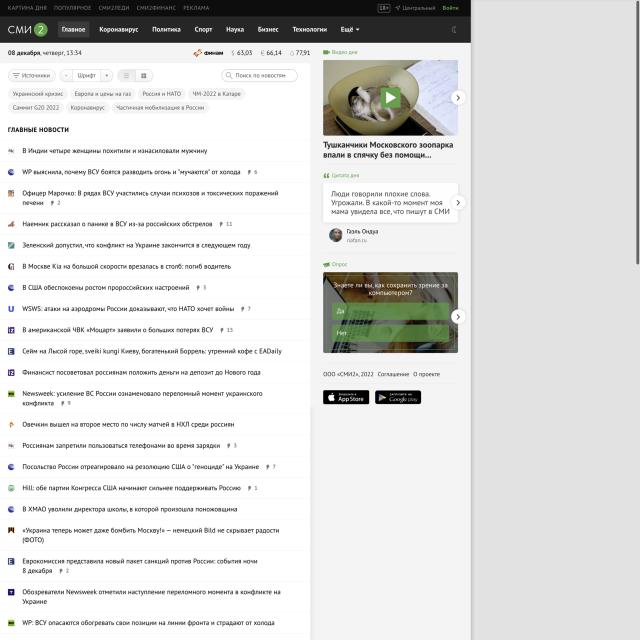 КАРТИНА ДНЯ ПОПУЛЯРНОЕ СМИ2ЛЕДИ СМИ2ФИНАНС РЕКЛАМА
18+ Центральный Войти
СМИ 2 Главное Коронавирус Политика Спорт Наука Бизнес Технологии Ещё
08 декабря, четверг, 13:34
финам $ 63,03 € 66,14 77,91
Источники - Шрифт + Поиск по новостям
Украинский кризис Европа и цены на газ Россия и НАТО ЧМ-2022 в Катаре
Саммит G20 2022 Коронавирус Частичная мобилизация в России
ГЛАВНЫЕ НОВОСТИ
В Индии четыре женщины похитили и изнасиловали мужчину
WP выяснила, почему ВСУ боятся разводить огонь и "мучаются" от холода 6
Офицер Марочко: В рядах ВСУ участились случаи психозов и токсических поражений
печени 2
Наемник рассказал о панике в ВСУ из-за российских обстрелов 11
Зеленский допустил, что конфликт на Украине закончится в следующем году
В Москве Kia на большой скорости врезалась в столб: погиб водитель
В США обеспокоены ростом пророссийских настроений 3
WSWS: атаки на аэродромы России доказывают, что НАТО хочет войны 7
В американской ЧВК «Моцарт» заявили о больших потерях ВСУ 13
Сейм на Лысой горе, sveiki kungi Киеву, богатенький Боррель: утренний кофе с EADaily
Финансист посоветовал россиянам положить деньги на депозит до Нового года
Newsweek: усиление ВС России ознаменовало переломный момент украинского
конфликта 9
Овечкин вышел на второе место по числу матчей в НХЛ среди россиян
Россиянам запретили пользоваться телефонами во время зарядки 3
Посольство России отреагировало на резолюцию США о "геноциде" на Украине 7
Hill: обе партии Конгресса США начинают сильнее поддерживать Россию 1
В ХМАО уволили директора школы, в которой произошла поножовщина
«Украина теперь может даже бомбить Москву!» — немецкий Bild не скрывает радости
(ФОТО)
Еврокомиссия представила новый пакет санкций против России: события ночи
8 декабря 2
Обозреватели Newsweek отметили наступление переломного момента в конфликте на
Украине
WP: ВСУ опасаются обогревать свои позиции на линии фронта и страдают от холода
Видео дня
Тушканчики Московского зоопарка
впали в спячку без помощи...
Цитата дня
Люди говорили плохие слова.
Угрожали. В какой-то момент моя
мама увидела все, что пишут в СМИ
Гаэль Ондуа
riafan.ru
Опрос
Знаете ли вы, как сохранить зрение за
компьютером?
Да
Нет
ООО «СМИ2», 2022 Соглашение О проекте
App Store Google play